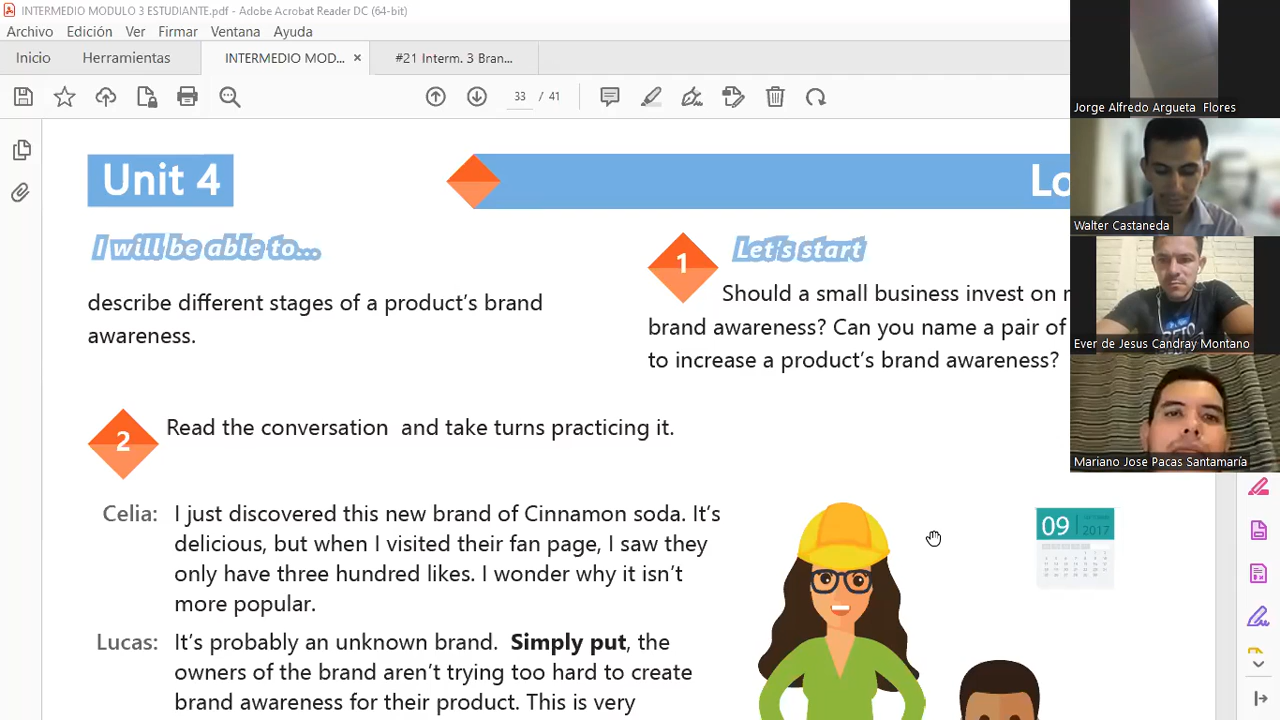 INTERMEDIO MODULO 3 ESTUDIANTE.pdf - Adobe Acrobat Reader DC (64-bit)
Archivo Edición Ver Firmar Ventana Ayuda
Inicio Herramientas INTERMEDIO MOD... × #21 Interm. 3 Bran...
33 / 41
Unit 4 Lo
I will be able to...
describe different stages of a product's brand
awareness.
1 Let's start
Should a small business invest on
brand awareness? Can you name a pair of
to increase a product's brand awareness?
2 Read the conversation and take turns practicing it.
Celia: I just discovered this new brand of Cinnamon soda. It's
delicious, but when I visited their fan page, I saw they
only have three hundred likes. I wonder why it isn't
more popular.
Lucas: It's probably an unknown brand. Simply put, the
owners of the brand aren't trying too hard to create
brand awareness for their product. This is very
09 2017
Jorge Alfredo Argueta Flores
Walter Castaneda
Ever de Jesus Candray Montano
Mariano Jose Pacas Santamaría